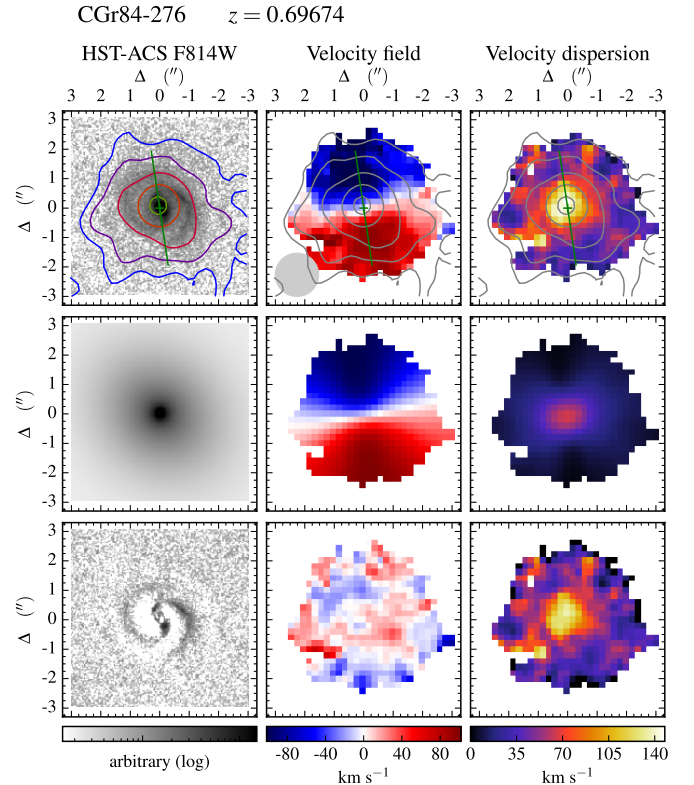 CGr84-276 z = 0.69674
HST-ACS F814W Velocity field Velocity dispersion
Δ (′′) Δ (′′) Δ (′′)
3 2 1 0 -1 -2 -3 3 2 1 0 -1 -2 -3 3 2 1 0 -1 -2 -3
3
2
1
Δ (′′) 0
-1
-2
-3
3
2
1
Δ (′′) 0
-1
-2
-3
3
2
1
Δ (′′) 0
-1
-2
-3
-80 -40 0 40 80 0 35 70 105 140
arbitrary (log) km s⁻¹ km s⁻¹